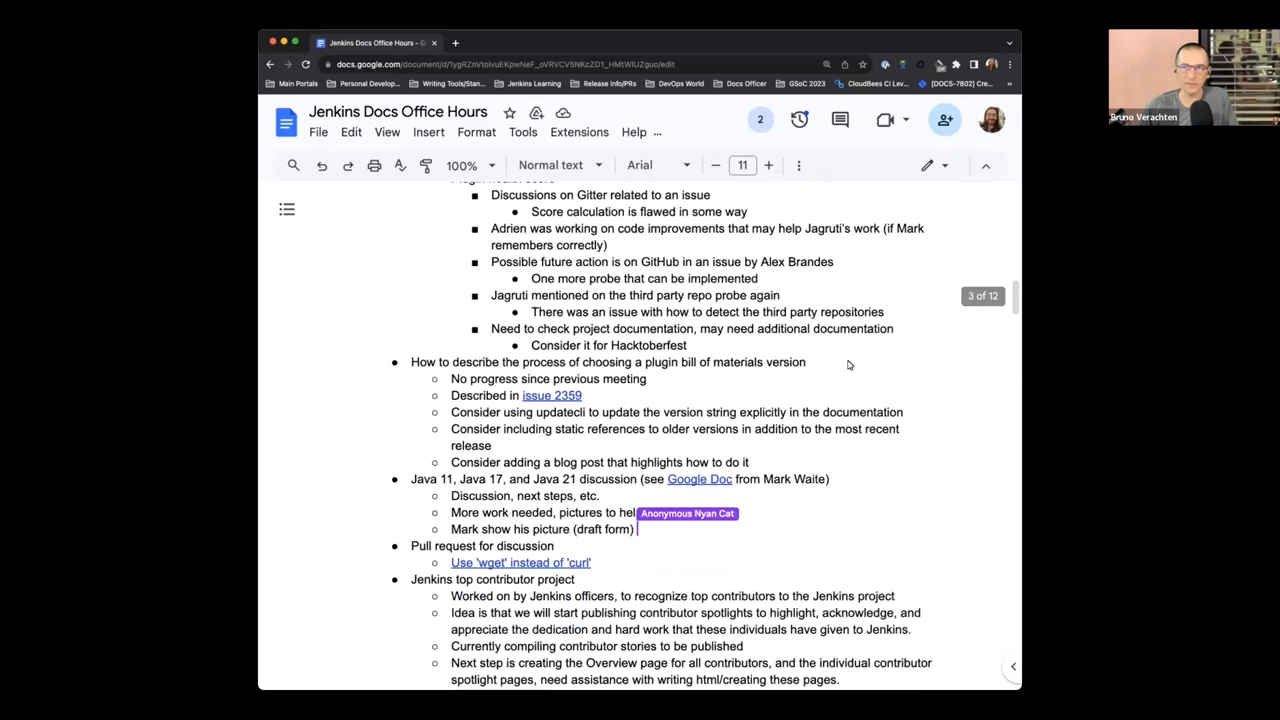 Jenkins Docs Office Hours - G
docs.google.com/document/d/1ygRZnVtoIvuEKpwNeF_oVRVCV5NKcZD1_HMtWlUZguo/edit
Main Portals
Personal Develop...
Writing Tools/Stan...
Jenkins Learning
Release Info/PRs
DevOps World
Docs Officer
GSoC 2023
CloudBees CI Lev...
[DOCS-7802] Crea...
Bruno Verachten
Jenkins Docs Office Hours
2
File Edit View Insert Format Tools Extensions Help ...
100% Normal text Arial 11
Discussions on Gitter related to an issue
Score calculation is flawed in some way
Adrien was working on code improvements that may help Jagruti's work (if Mark
remembers correctly)
Possible future action is on GitHub in an issue by Alex Brandes
One more probe that can be implemented
Jagruti mentioned on the third party repo probe again
3 of 12
There was an issue with how to detect the third party repositories
Need to check project documentation, may need additional documentation
Consider it for Hacktoberfest
How to describe the process of choosing a plugin bill of materials version
No progress since previous meeting
Described in issue 2359
Consider using updatecli to update the version string explicitly in the documentation
Consider including static references to older versions in addition to the most recent
release
Consider adding a blog post that highlights how to do it
Java 11, Java 17, and Java 21 discussion (see Google Doc from Mark Waite)
Discussion, next steps, etc.
More work needed, pictures to hel
Anonymous Nyan Cat
Mark show his picture (draft form)
Pull request for discussion
Use 'wget' instead of 'curl'
Jenkins top contributor project
Worked on by Jenkins officers, to recognize top contributors to the Jenkins project
Idea is that we will start publishing contributor spotlights to highlight, acknowledge, and
appreciate the dedication and hard work that these individuals have given to Jenkins.
Currently compiling contributor stories to be published
Next step is creating the Overview page for all contributors, and the individual contributor
spotlight pages, need assistance with writing html/creating these pages.